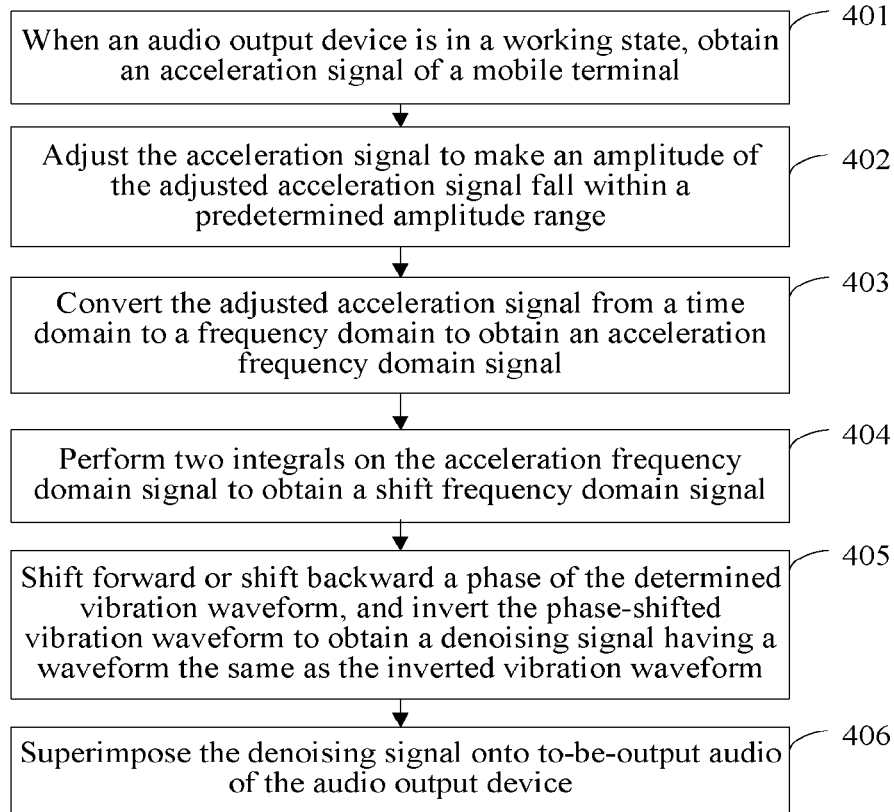 When an audio output device is in a working state, obtain
an acceleration signal of a mobile terminal
401
Adjust the acceleration signal to make an amplitude of
the adjusted acceleration signal fall within a
predetermined amplitude range
402
Convert the adjusted acceleration signal from a time
domain to a frequency domain to obtain an acceleration
frequency domain signal
403
Perform two integrals on the acceleration frequency
domain signal to obtain a shift frequency domain signal
404
Shift forward or shift backward a phase of the determined
vibration waveform, and invert the phase-shifted
vibration waveform to obtain a denoising signal having a
waveform the same as the inverted vibration waveform
405
Superimpose the denoising signal onto to-be-output audio
of the audio output device
406